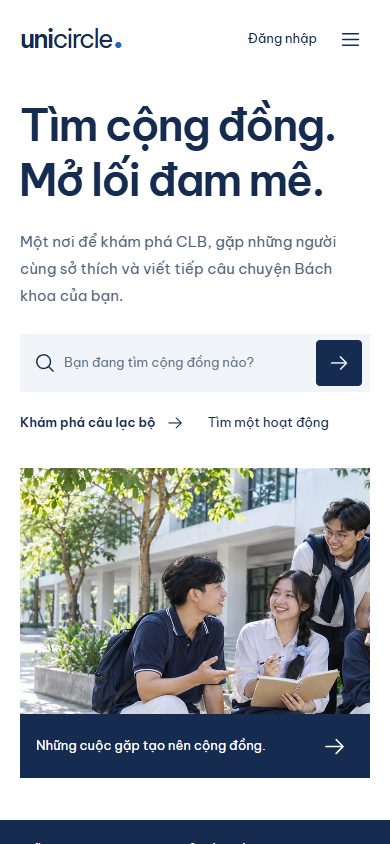 unicircle.
Đăng nhập
Tìm cộng đồng.
Mở lối đam mê.
Một nơi để khám phá CLB, gặp những người
cùng sở thích và viết tiếp câu chuyện Bách
khoa của bạn.
Bạn đang tìm cộng đồng nào?
Khám phá câu lạc bộ
Tìm một hoạt động
Những cuộc gặp tạo nên cộng đồng.